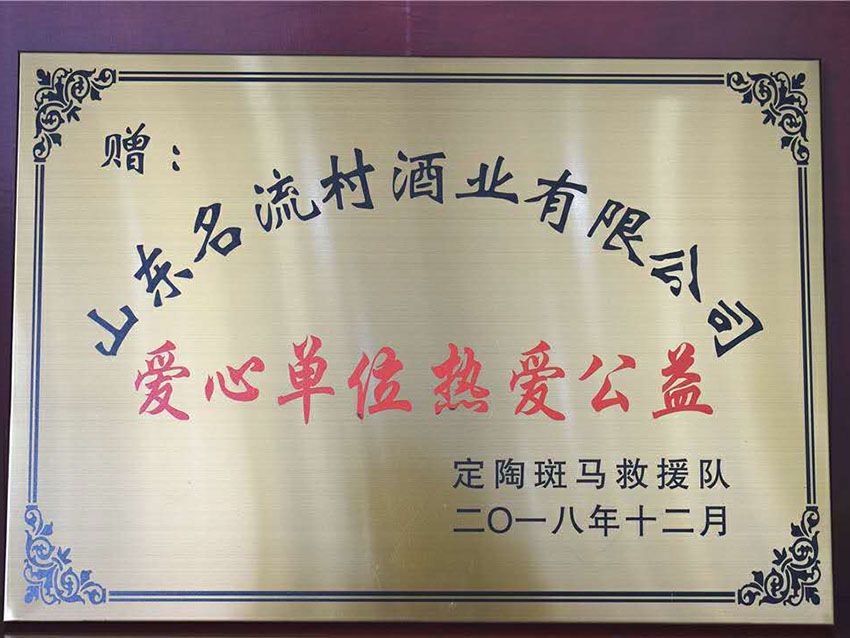 赠：
山东名流村酒业有限公司
爱心单位热爱公益
定陶斑马救援队
二〇一八年十二月